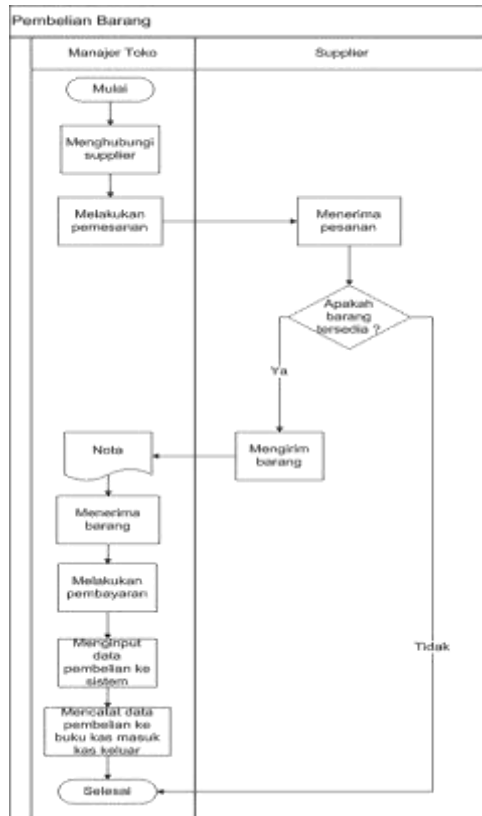 Pembelian Barang
Manajer Toko
Supplier
Mulai
Menghubungi
supplier
Melakukan
pemesanan
Menerima
pesanan
Apakah
barang
tersedia ?
Ya
Nota
Mengirim
barang
Menerima
barang
Melakukan
pembayaran
Menginput
data
pembelian ke
sistem
Tidak
Mencatat data
pembelian ke
buku kas masuk
kas keluar
Selesai